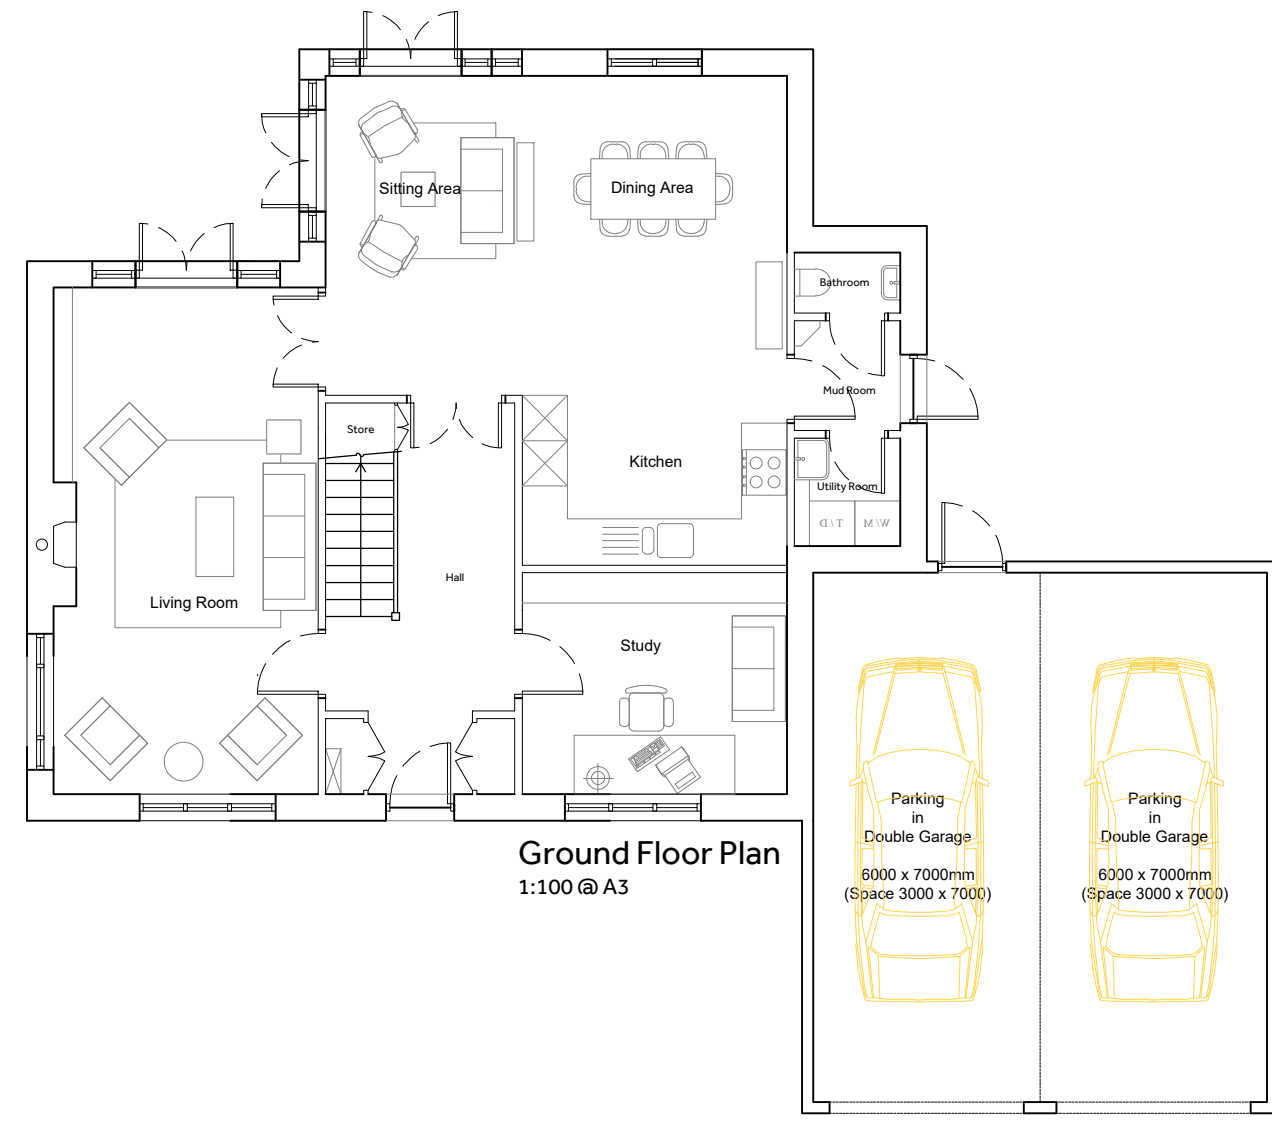 Sitting Area
Dining Area
Bathroom
Mud Room
Store
Kitchen
Utility Room
T\D
M\W
Hall
Living Room
Study
Parking
in
Double Garage
6000 x 7000mm
(Space 3000 x 7000)
Parking
in
Double Garage
6000 x 7000mm
(Space 3000 x 7000)
Ground Floor Plan
1:100 @ A3